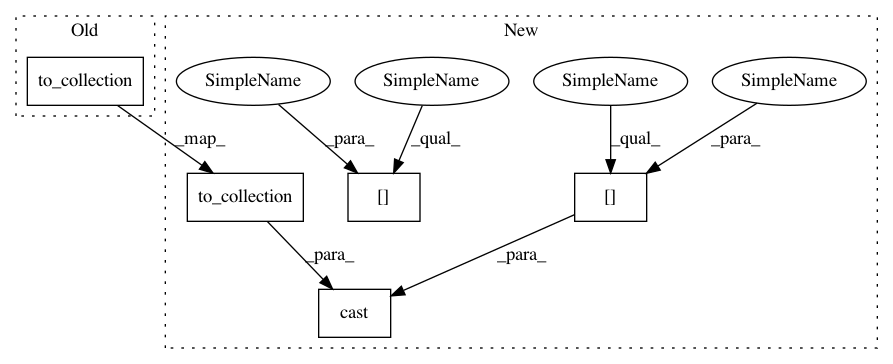 Old New
to_collection SimpleName SimpleName SimpleName SimpleName
_map_ _para_ _qual_ _qual_ _para_
to_collection [] []
_para_ _para_
cast